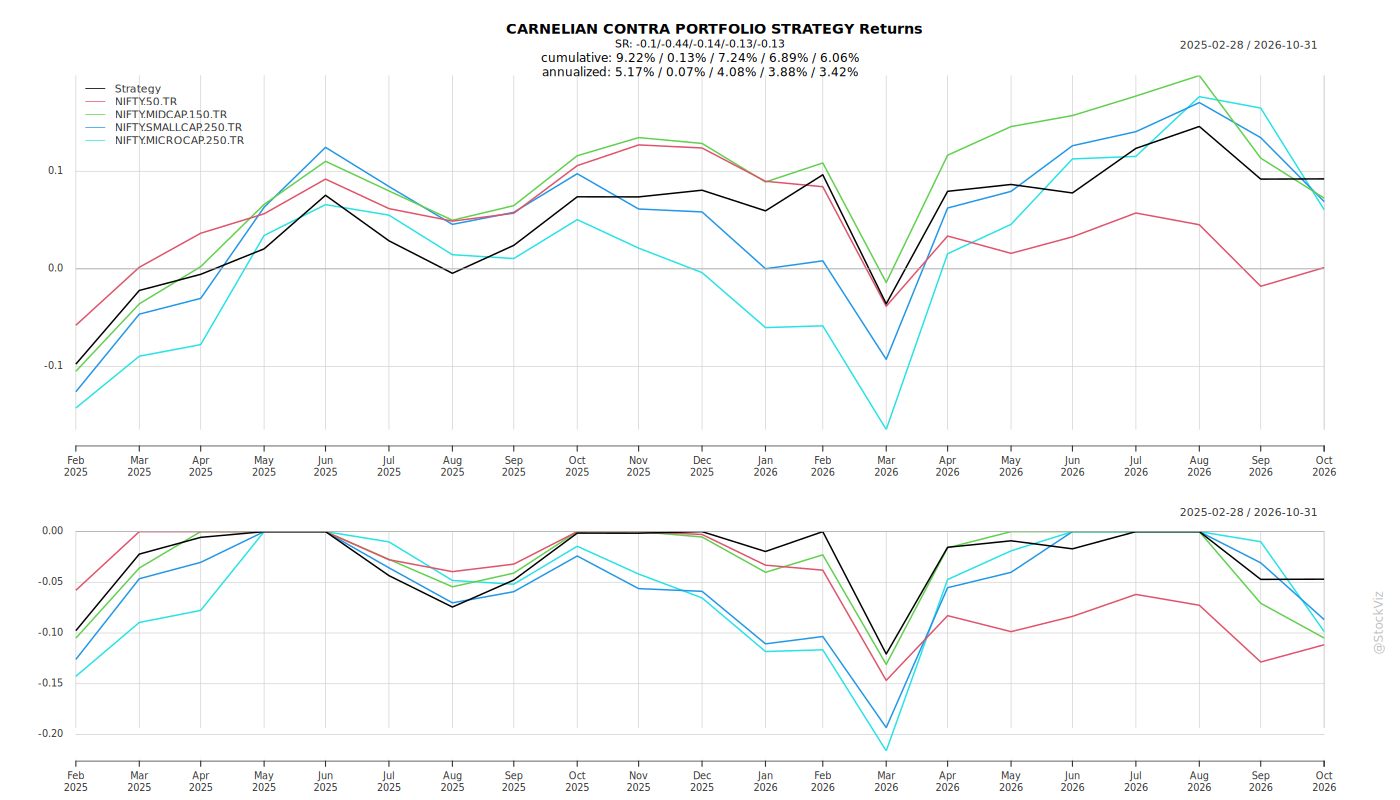 CARNELIAN CONTRA PORTFOLIO STRATEGY Returns
SR: -0.1/-0.44/-0.14/-0.13/-0.13
cumulative: 9.22% / 0.13% / 7.24% / 6.89% / 6.06%
annualized: 5.17% / 0.07% / 4.08% / 3.88% / 3.42%
2025-02-28 / 2026-10-31
Strategy
NIFTY.50.TR
NIFTY.MIDCAP.150.TR
NIFTY.SMALLCAP.250.TR
NIFTY.MICROCAP.250.TR
0.1
0.0
-0.1
Feb Mar Apr May Jun Jul Aug Sep Oct Nov Dec Jan Feb Mar Apr May Jun Jul Aug Sep Oct
2025 2025 2025 2025 2025 2025 2025 2025 2025 2025 2025 2026 2026 2026 2026 2026 2026 2026 2026 2026 2026
2025-02-28 / 2026-10-31
0.00
-0.05
-0.10
-0.15
-0.20
Feb Mar Apr May Jun Jul Aug Sep Oct Nov Dec Jan Feb Mar Apr May Jun Jul Aug Sep Oct
2025 2025 2025 2025 2025 2025 2025 2025 2025 2025 2025 2026 2026 2026 2026 2026 2026 2026 2026 2026 2026
@StockViz